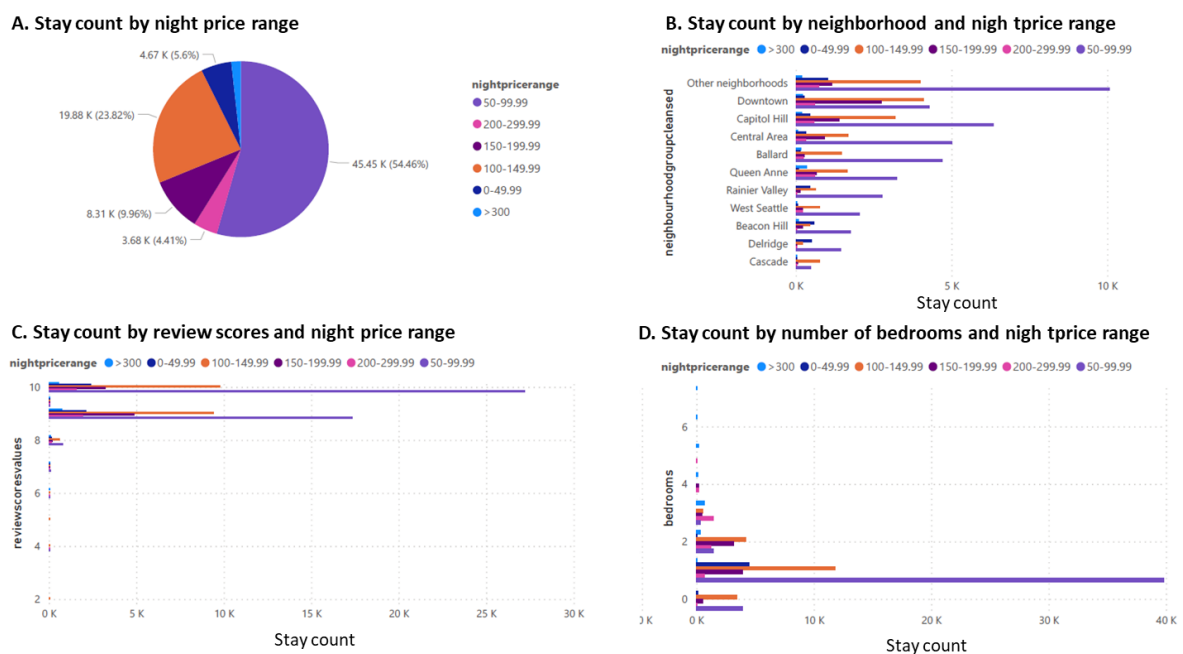 A. Stay count by night price range
4.67 K (5.6%)
19.88 K (23.82%)
8.31 K (9.96%)
3.68 K (4.41%)
45.45 K (54.46%)
nightpricerange
50-99.99
200-299.99
150-199.99
100-149.99
0-49.99
>300
B. Stay count by neighborhood and nigh tprice range
nightpricerange >300 0-49.99 100-149.99 150-199.99 200-299.99 50-99.99
neighbourhoodgroupcleansed
Other neighborhoods
Downtown
Capitol Hill
Central Area
Ballard
Queen Anne
Rainier Valley
West Seattle
Beacon Hill
Delridge
Cascade
0 K 5 K 10 K
Stay count
C. Stay count by review scores and night price range
nightpricerange >300 0-49.99 100-149.99 150-199.99 200-299.99 50-99.99
reviewscoresvalues
10
8
6
4
2
0 K 5 K 10 K 15 K 20 K 25 K 30 K
Stay count
D. Stay count by number of bedrooms and nigh tprice range
nightpricerange >300 0-49.99 100-149.99 150-199.99 200-299.99 50-99.99
bedrooms
6
4
2
0
0 K 0 K 10 K 20 K 30 K 40 K
Stay count